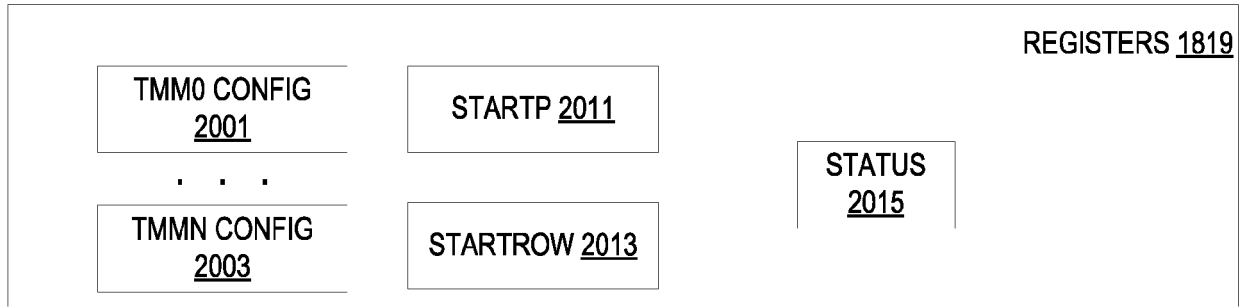 REGISTERS 1819
TMM0 CONFIG
2001
STARTP 2011
. . .
STATUS
2015
TMMN CONFIG
2003
STARTROW 2013